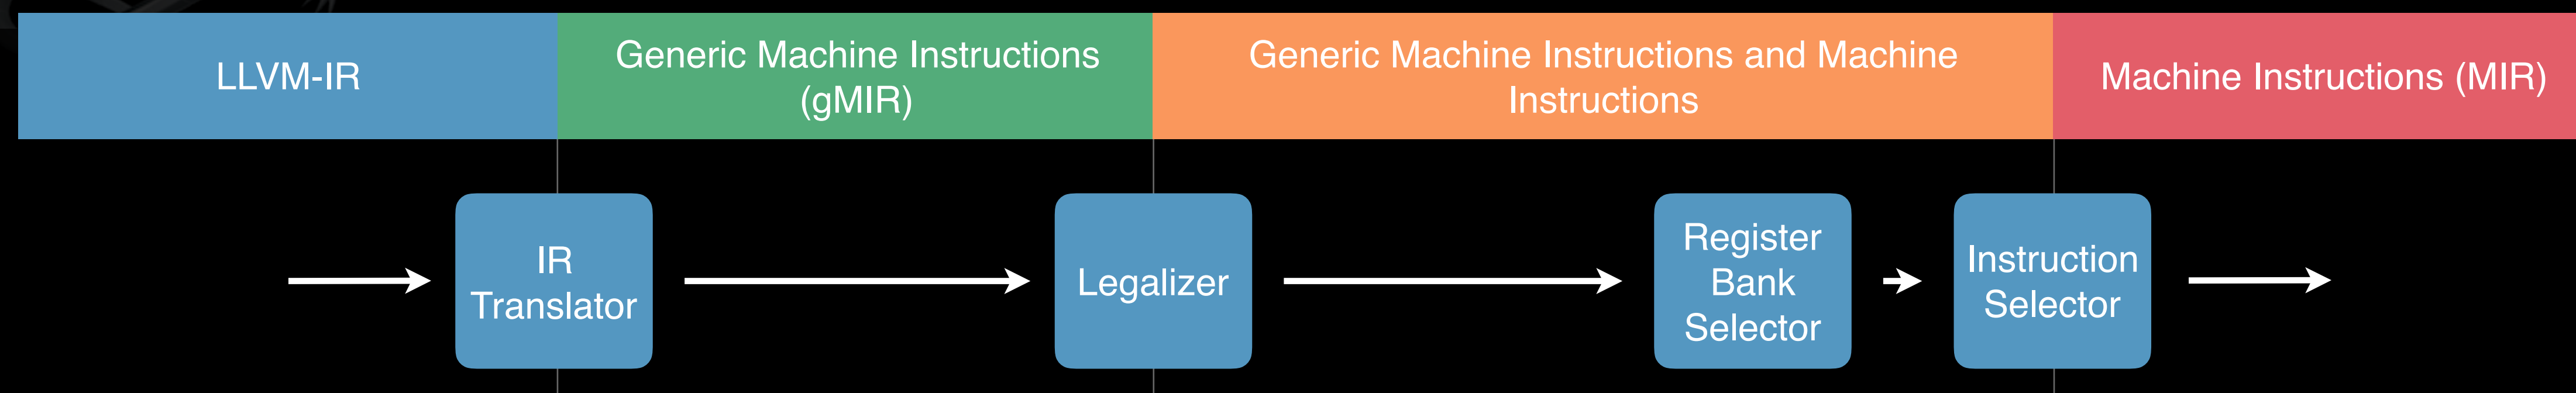 LLVM-IR
Generic Machine Instructions
(gMIR)
Generic Machine Instructions and Machine
Instructions
Machine Instructions (MIR)
IR
Translator
Legalizer
Register
Bank
Selector
Instruction
Selector